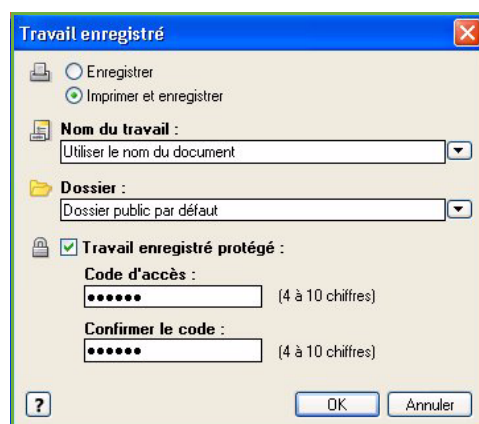 Travail enregistré
Enregistrer
Imprimer et enregistrer
Nom du travail :
Utiliser le nom du document
Dossier :
Dossier public par défaut
Travail enregistré protégé :
Code d'accès :
●●●●●● (4 à 10 chiffres)
Confirmer le code :
●●●●●● (4 à 10 chiffres)
? OK Annuler